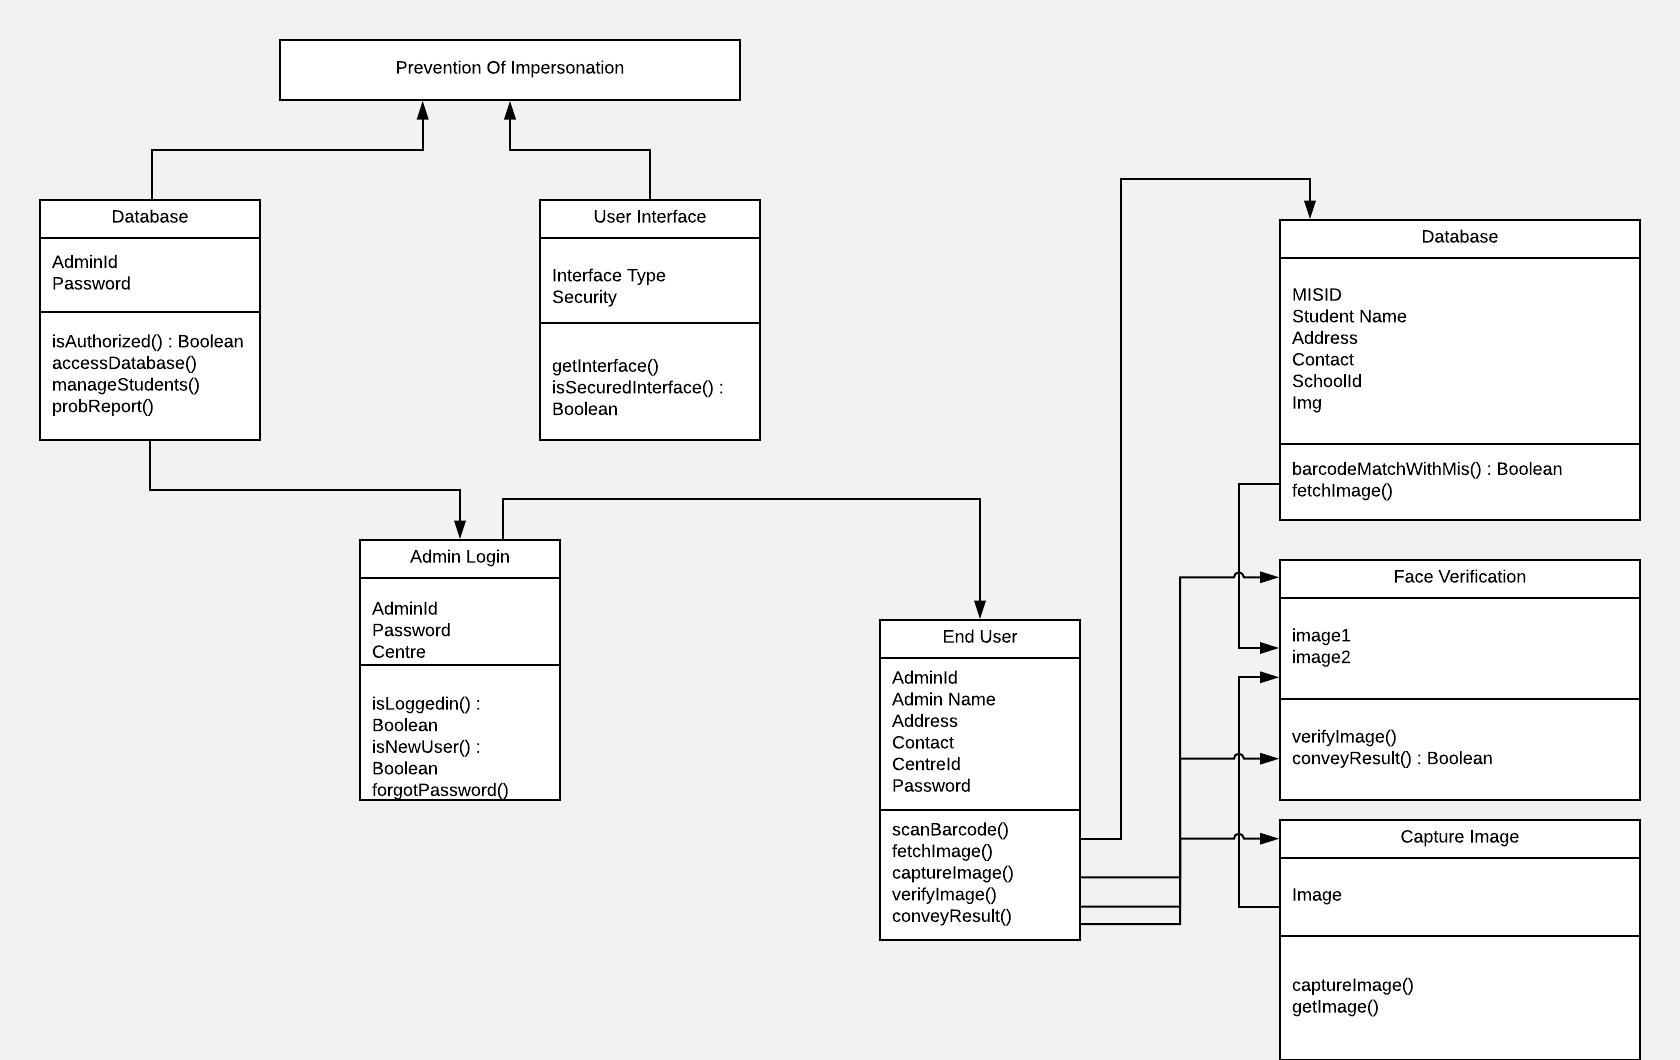 Prevention Of Impersonation
Database
AdminId
Password
isAuthorized() : Boolean
accessDatabase()
manageStudents()
probReport()
User Interface
Interface Type
Security
getInterface()
isSecuredInterface() :
Boolean
Admin Login
AdminId
Password
Centre
isLoggedin() :
Boolean
isNewUser() :
Boolean
forgotPassword()
End User
AdminId
Admin Name
Address
Contact
CentreId
Password
scanBarcode()
fetchImage()
captureImage()
verifyImage()
conveyResult()
Database
MISID
Student Name
Address
Contact
SchoolId
Img
barcodeMatchWithMis() : Boolean
fetchImage()
Face Verification
image1
image2
verifyImage()
conveyResult() : Boolean
Capture Image
Image
captureImage()
getImage()